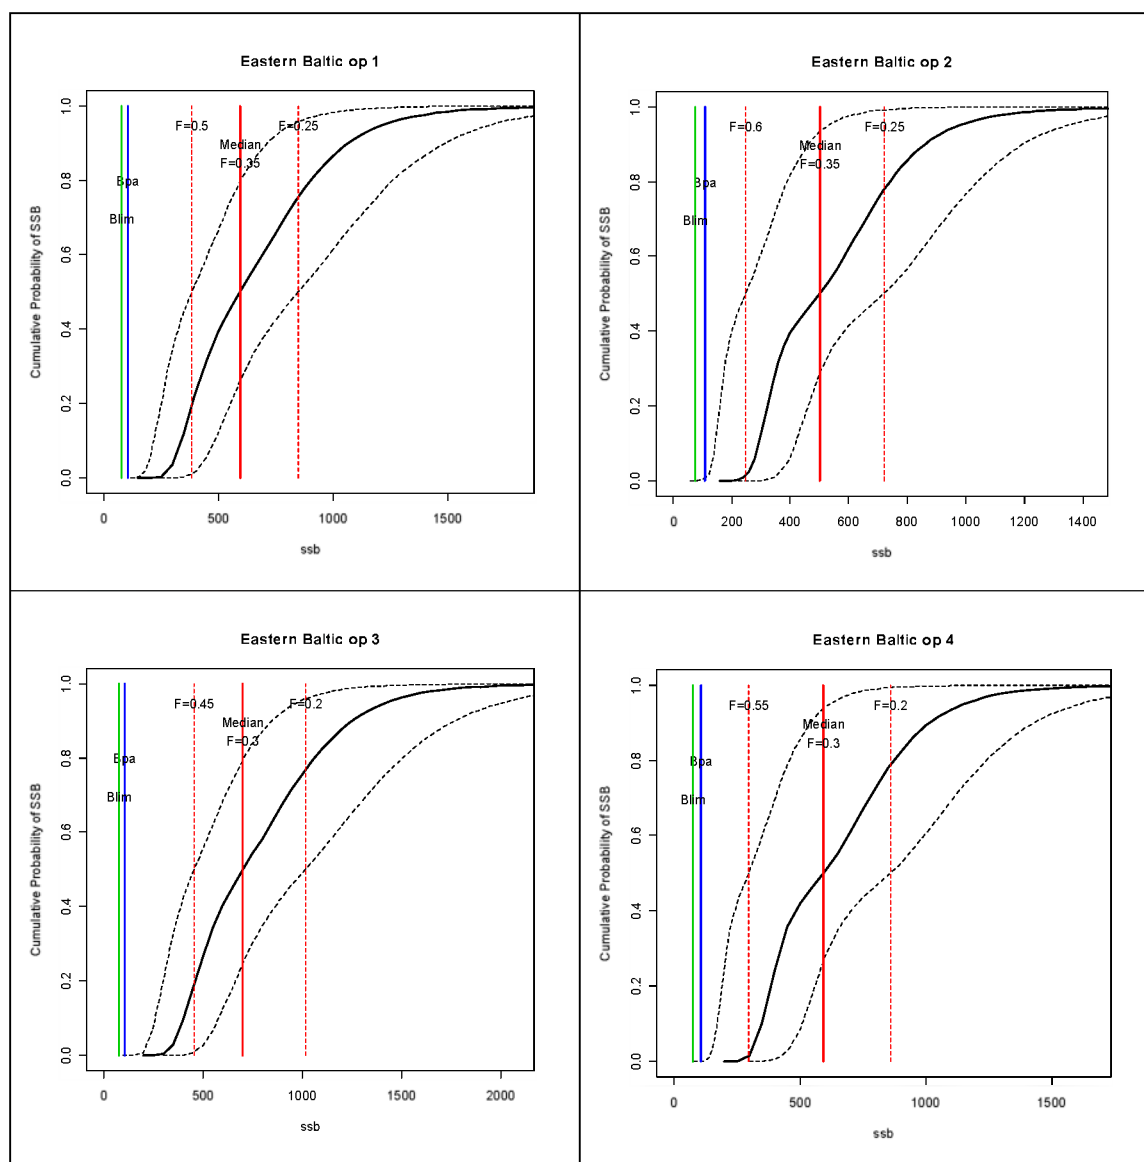 Eastern Baltic op 1
Cumulative Probability of SSB
1.0
0.8
0.6
0.4
0.2
0.0
F=0.5
F=0.25
Median
F=0.35
Bpa
Blim
0
500
1000
1500
ssb
Eastern Baltic op 2
Cumulative Probability of SSB
1.0
0.8
0.6
0.4
0.2
0.0
F=0.6
F=0.25
Median
F=0.35
Bpa
Blim
0
200
400
600
800
1000
1200
1400
ssb
Eastern Baltic op 3
Cumulative Probability of SSB
1.0
0.8
0.6
0.4
0.2
0.0
F=0.45
F=0.2
Median
F=0.3
Bpa
Blim
0
500
1000
1500
2000
ssb
Eastern Baltic op 4
Cumulative Probability of SSB
1.0
0.8
0.6
0.4
0.2
0.0
F=0.55
F=0.2
Median
F=0.3
Bpa
Blim
0
500
1000
1500
ssb